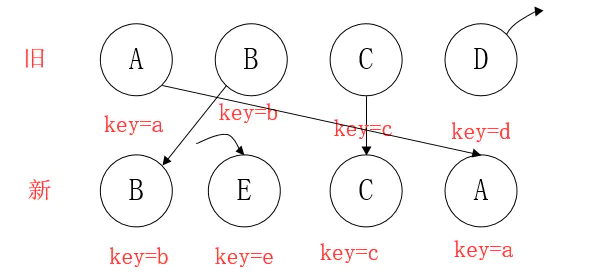 旧 A B C D
key=a key=b key=c key=d
新 B E C A
key=b key=e key=c key=a